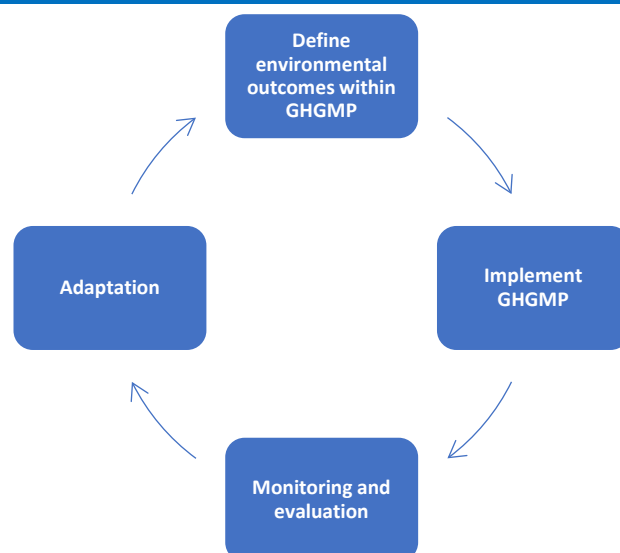 Define
environmental
outcomes within
GHGMP
Implement
GHGMP
Monitoring and
evaluation
Adaptation